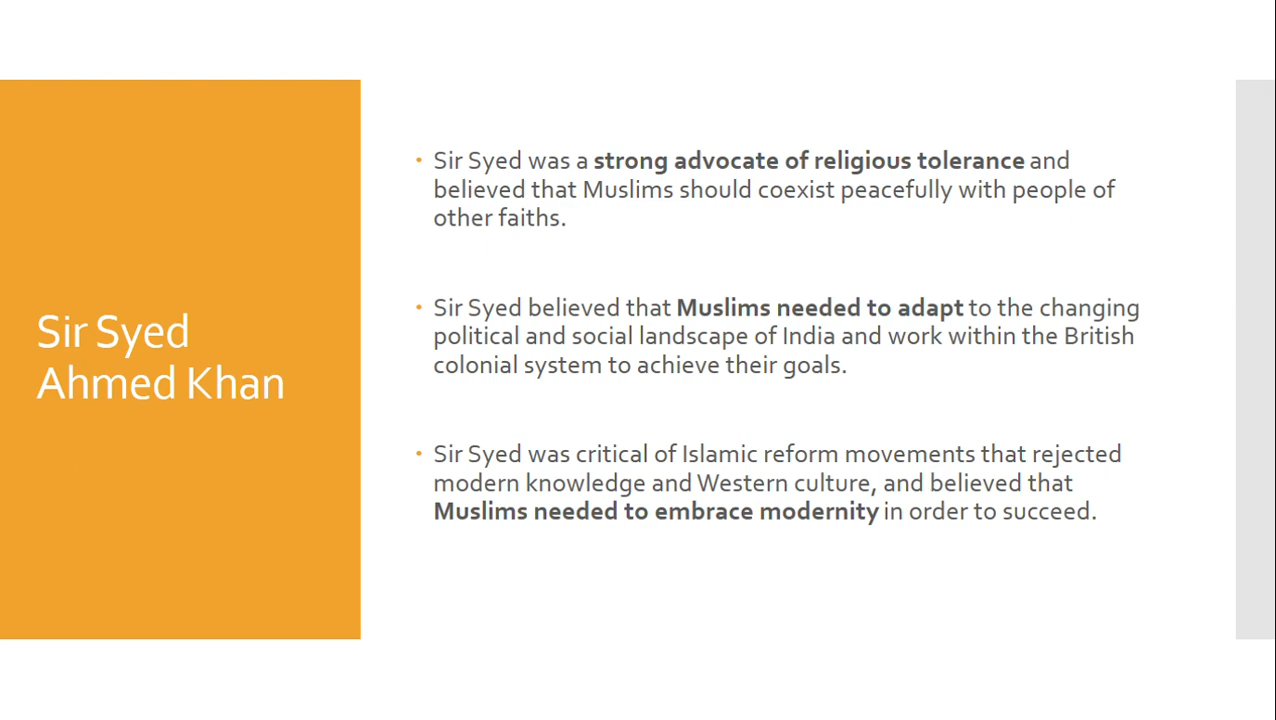 Sir Syed
Ahmed Khan
• Sir Syed was a strong advocate of religious tolerance and
believed that Muslims should coexist peacefully with people of
other faiths.
• Sir Syed believed that Muslims needed to adapt to the changing
political and social landscape of India and work within the British
colonial system to achieve their goals.
• Sir Syed was critical of Islamic reform movements that rejected
modern knowledge and Western culture, and believed that
Muslims needed to embrace modernity in order to succeed.